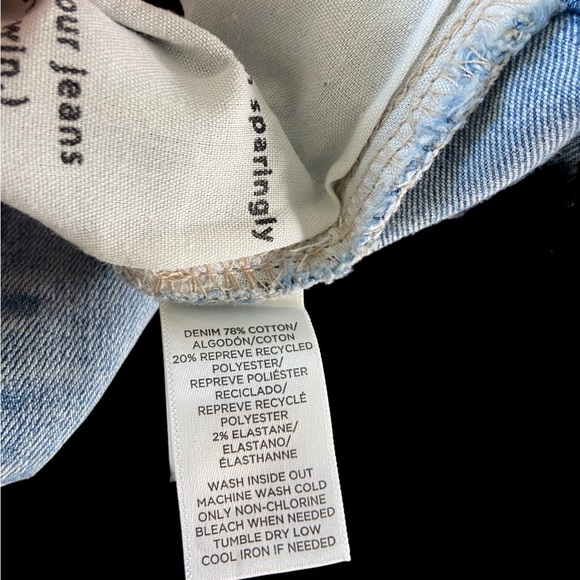 our jeans
win.)
sparingly
DENIM 78% COTTON/
ALGODÓN/COTON
20% REPREVE RECYCLED
POLYESTER/
REPREVE POLIÉSTER
RECICLADO/
REPREVE RECYCLÉ
POLYESTER
2% ELASTANE/
ELASTANO/
ÉLASTHANNE
WASH INSIDE OUT
MACHINE WASH COLD
ONLY NON-CHLORINE
BLEACH WHEN NEEDED
TUMBLE DRY LOW
COOL IRON IF NEEDED